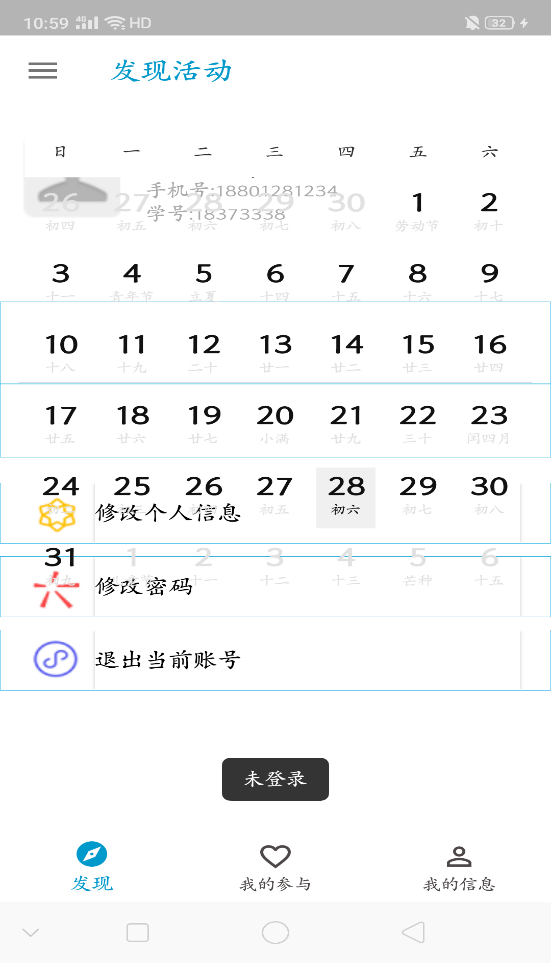 10:59 4G HD 32
发现活动
日 一 二 三 四 五 六
手机号:18801281234
26 27 28 29 30 1 2
学号:18373338
初四 初五 初六 初七 初八 劳动节 初十
3 4 5 6 7 8 9
十一 青年节 立夏 十四 十五 十六 十七
10 11 12 13 14 15 16
十八 十九 二十 廿一 廿二 廿三 廿四
17 18 19 20 21 22 23
廿五 廿六 廿七 小满 廿九 三十 闰四月
24 25 26 27 28 29 30
初五 初六 初七 初八
修改个人信息
31 1 2 3 4 5 6
十一 十二 十三 芒种 十五
修改密码
退出当前账号
未登录
发现 我的参与 我的信息